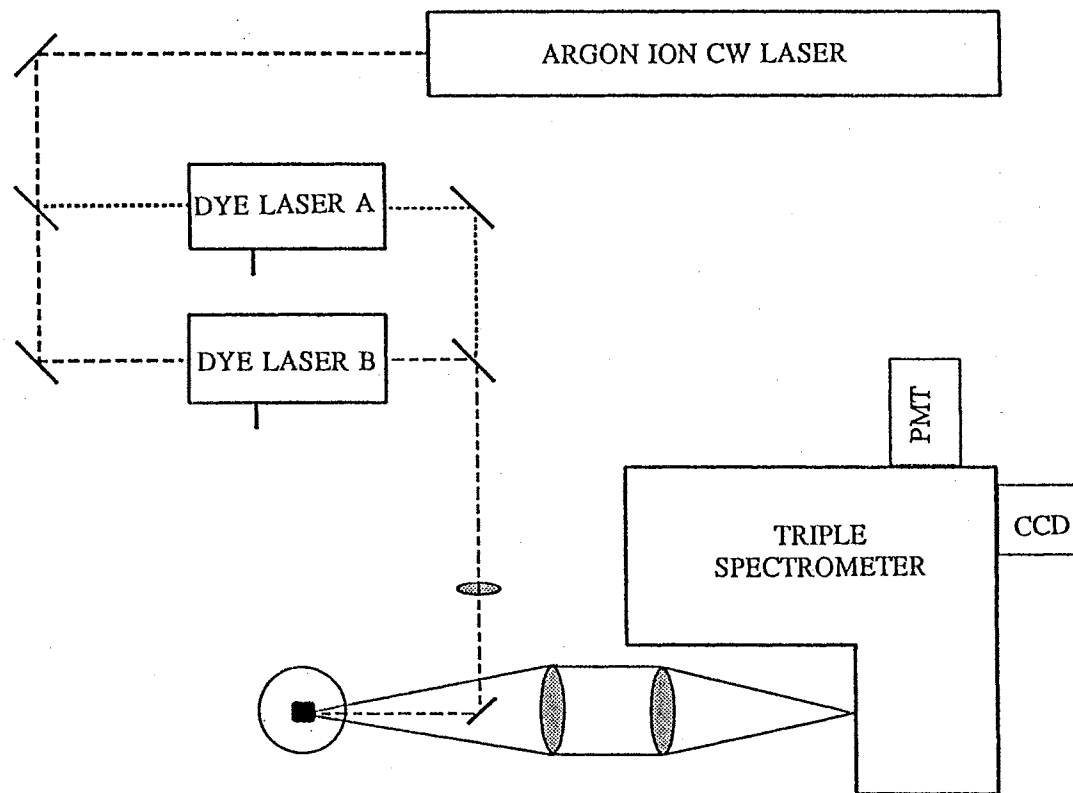 ARGON ION CW LASER
DYE LASER A
DYE LASER B
PMT
TRIPLE
SPECTROMETER
CCD